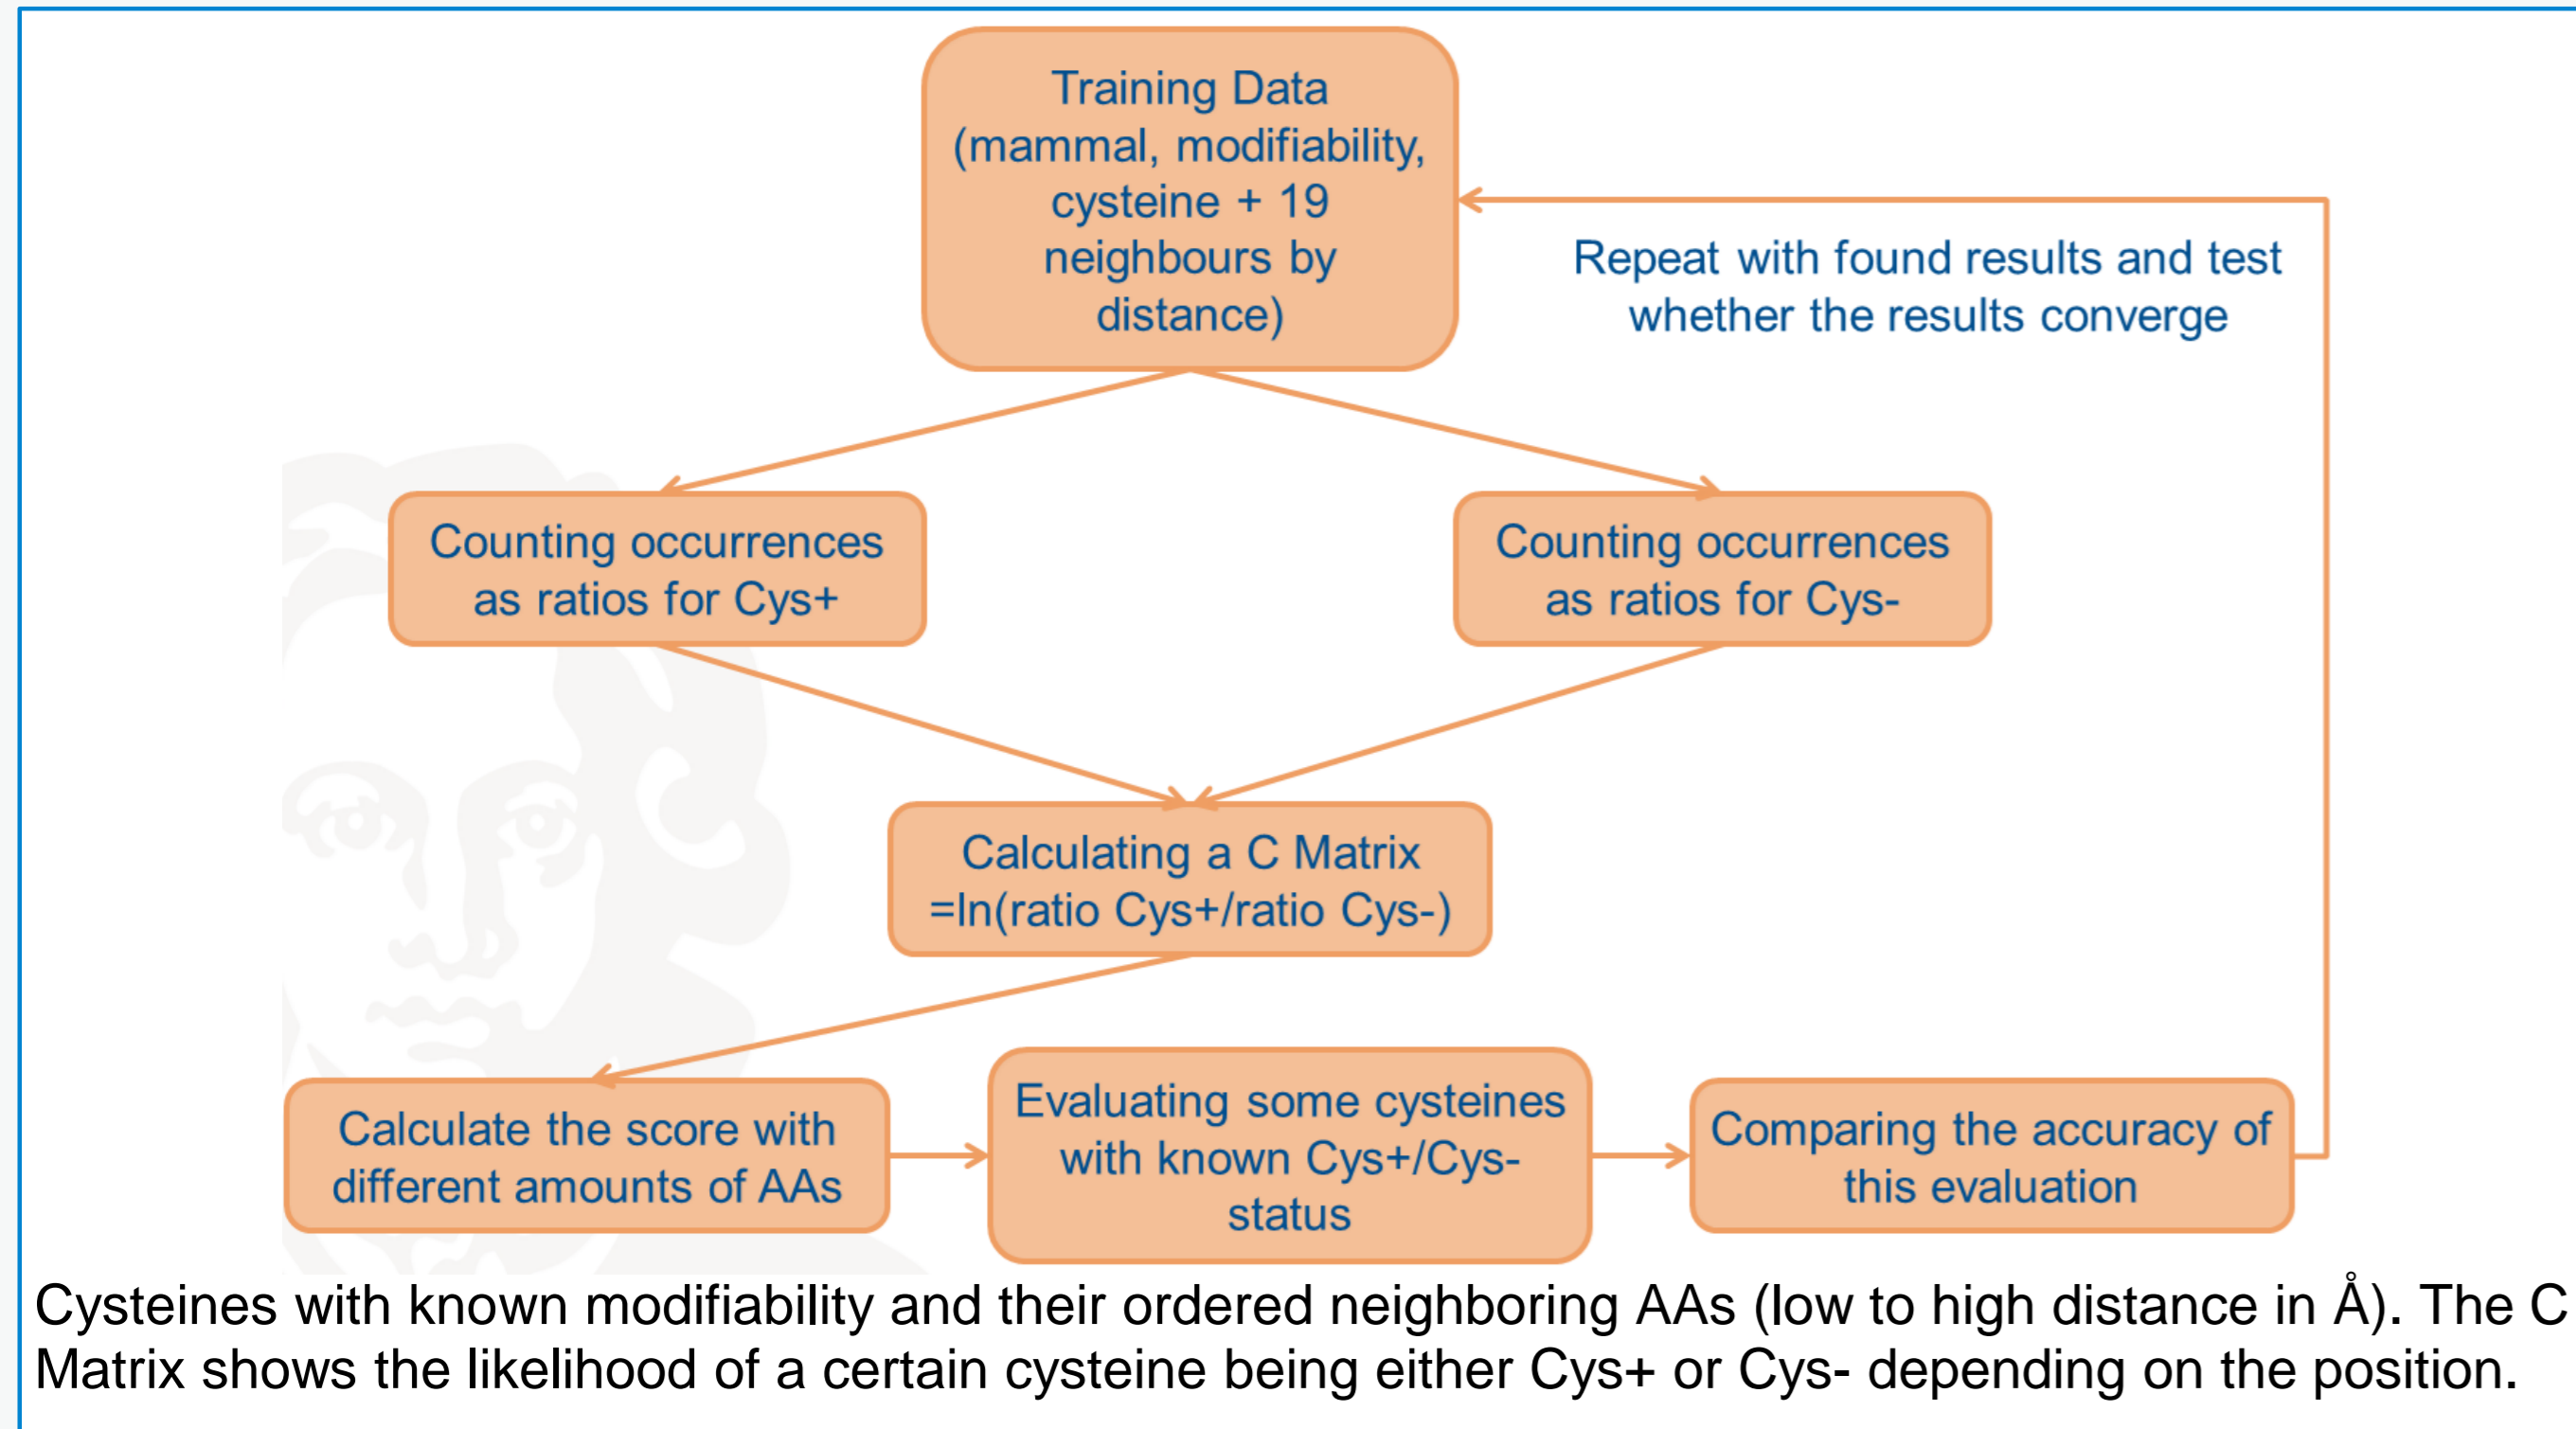 Training Data
(mammal, modifiability,
cysteine + 19
neighbours by
distance)
Repeat with found results and test
whether the results converge
Counting occurrences
as ratios for Cys+
Counting occurrences
as ratios for Cys-
Calculating a C Matrix
=ln(ratio Cys+/ratio Cys-)
Calculate the score with
different amounts of AAs
Evaluating some cysteines
with known Cys+/Cys-
status
Comparing the accuracy of
this evaluation
Cysteines with known modifiability and their ordered neighboring AAs (low to high distance in Å). The C
Matrix shows the likelihood of a certain cysteine being either Cys+ or Cys- depending on the position.